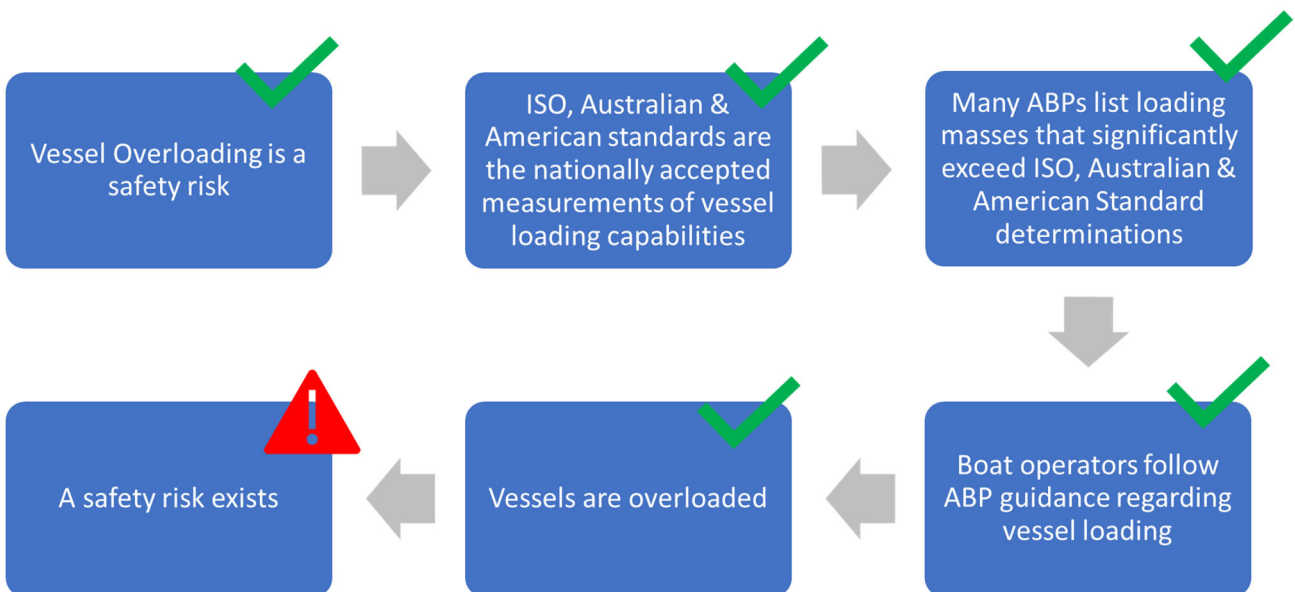 Vessel Overloading is a
safety risk
ISO, Australian &
American standards are
the nationally accepted
measurements of vessel
loading capabilities
Many ABPs list loading
masses that significantly
exceed ISO, Australian &
American Standard
determinations
Boat operators follow
ABP guidance regarding
vessel loading
Vessels are overloaded
A safety risk exists